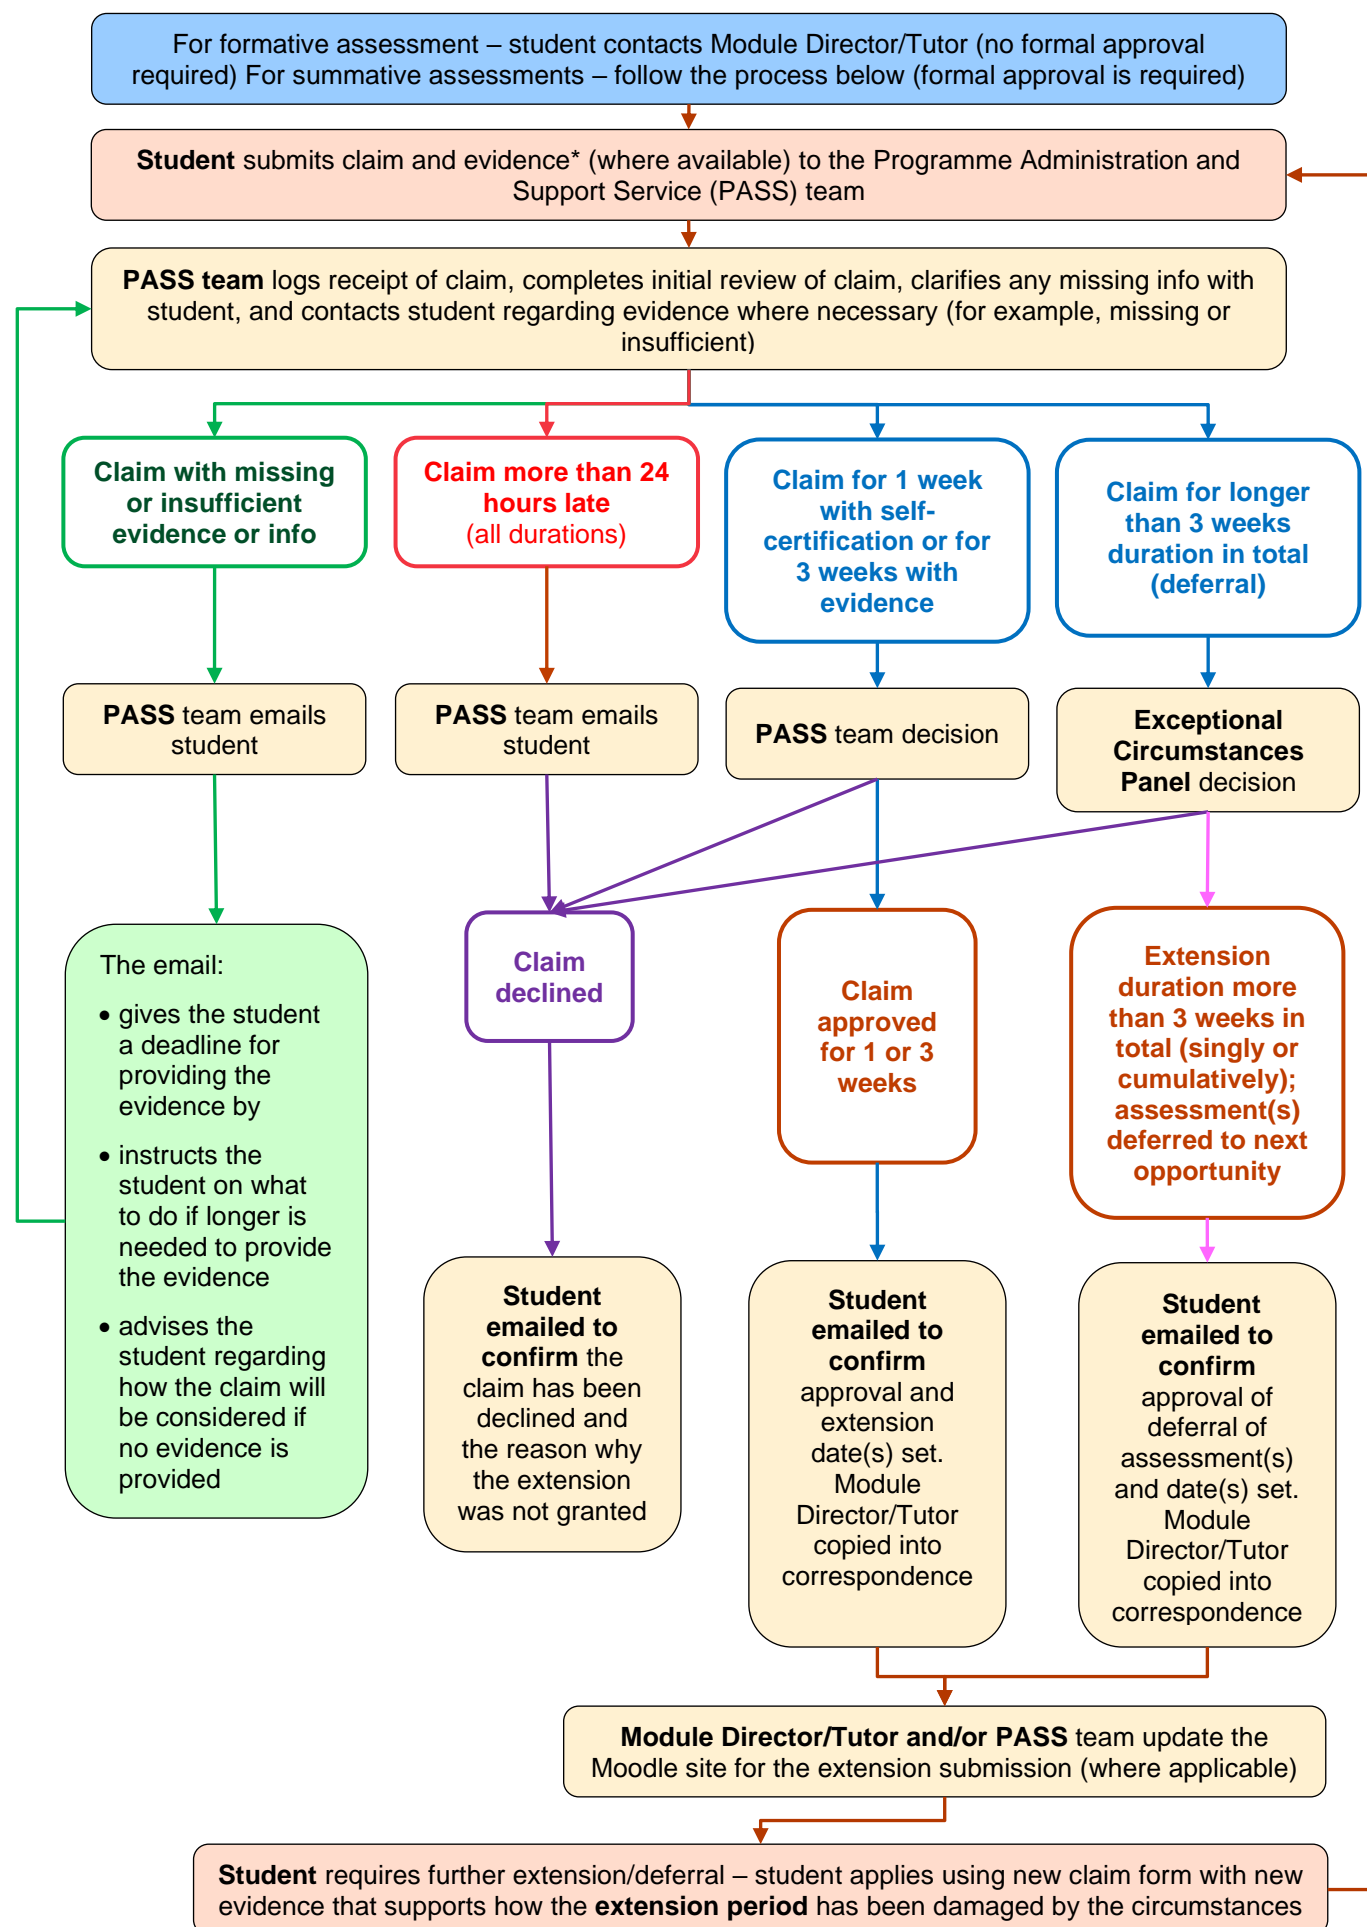 For formative assessment – student contacts Module Director/Tutor (no formal approval
required) For summative assessments – follow the process below (formal approval is required)
Student submits claim and evidence* (where available) to the Programme Administration and
Support Service (PASS) team
PASS team logs receipt of claim, completes initial review of claim, clarifies any missing info with
student, and contacts student regarding evidence where necessary (for example, missing or
insufficient)
Claim with missing
or insufficient
evidence or info
Claim more than 24
hours late
(all durations)
Claim for 1 week
with self-
certification or for
3 weeks with
evidence
Claim for longer
than 3 weeks
duration in total
(deferral)
PASS team emails
student
PASS team emails
student
PASS team decision
Exceptional
Circumstances
Panel decision
The email:
• gives the student
a deadline for
providing the
evidence by
• instructs the
student on what
to do if longer is
needed to provide
the evidence
• advises the
student regarding
how the claim will
be considered if
no evidence is
provided
Claim
declined
Claim
approved
for 1 or 3
weeks
Extension
duration more
than 3 weeks in
total (singly or
cumulatively);
assessment(s)
deferred to next
opportunity
Student
emailed to
confirm the
claim has been
declined and
the reason why
the extension
was not granted
Student
emailed to
confirm
approval and
extension
date(s) set.
Module
Director/Tutor
copied into
correspondence
Student
emailed to
confirm
approval of
deferral of
assessment(s)
and date(s) set.
Module
Director/Tutor
copied into
correspondence
Module Director/Tutor and/or PASS team update the
Moodle site for the extension submission (where applicable)
Student requires further extension/deferral – student applies using new claim form with new
evidence that supports how the extension period has been damaged by the circumstances